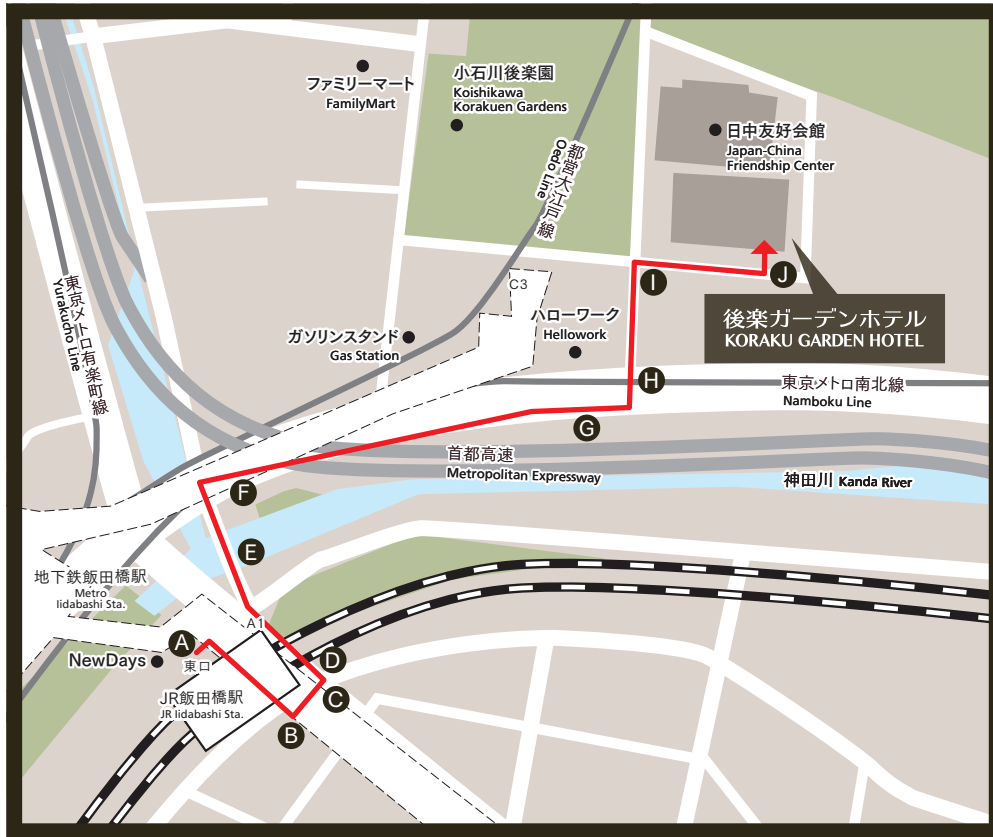 ファミリーマート
FamilyMart
小石川後楽園
Koishikawa
Korakuen Gardens
日中友好会館
Japan-China
Friendship Center
都営大江戸線
Oedo Line
東京メトロ有楽町線
Yurakucho Line
C3
I
J
ガソリンスタンド
Gas Station
ハローワーク
Hellowork
後楽ガーデンホテル
KORAKU GARDEN HOTEL
H
東京メトロ南北線
Namboku Line
G
首都高速
Metropolitan Expressway
神田川 Kanda River
F
E
地下鉄飯田橋駅
Metro
Iidabashi Sta.
A1
A
東口
NewDays
D
C
JR飯田橋駅
JR Iidabashi Sta.
B